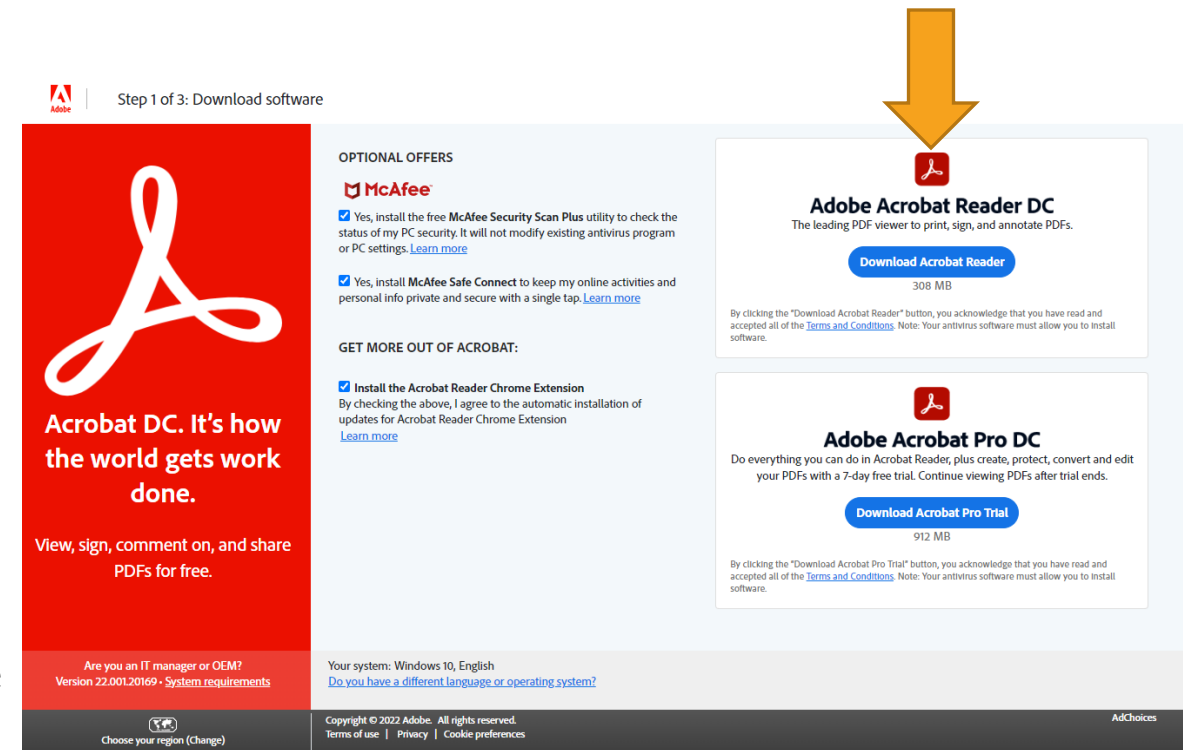 Adobe
Step 1 of 3: Download software
Acrobat DC. It's how
the world gets work
done.
View, sign, comment on, and share
PDFs for free.
OPTIONAL OFFERS
McAfee
Yes, install the free McAfee Security Scan Plus utility to check the
status of my PC security. It will not modify existing antivirus program
or PC settings. Learn more
Yes, install McAfee Safe Connect to keep my online activities and
personal info private and secure with a single tap. Learn more
GET MORE OUT OF ACROBAT:
Install the Acrobat Reader Chrome Extension
By checking the above, I agree to the automatic installation of
updates for Acrobat Reader Chrome Extension
Learn more
Adobe Acrobat Reader DC
The leading PDF viewer to print, sign, and annotate PDFs.
Download Acrobat Reader
308 MB
By clicking the "Download Acrobat Reader" button, you acknowledge that you have read and
accepted all of the Terms and Conditions. Note: Your antivirus software must allow you to install
software.
Adobe Acrobat Pro DC
Do everything you can do in Acrobat Reader, plus create, protect, convert and edit
your PDFs with a 7-day free trial. Continue viewing PDFs after trial ends.
Download Acrobat Pro Trial
912 MB
By clicking the "Download Acrobat Pro Trial" button, you acknowledge that you have read and
accepted all of the Terms and Conditions. Note: Your antivirus software must allow you to install
software.
Are you an IT manager or OEM?
Version 22.001.20169 • System requirements
Your system: Windows 10, English
Do you have a different language or operating system?
Choose your region (Change)
Copyright © 2022 Adobe. All rights reserved.
Terms of use | Privacy | Cookie preferences
AdChoices